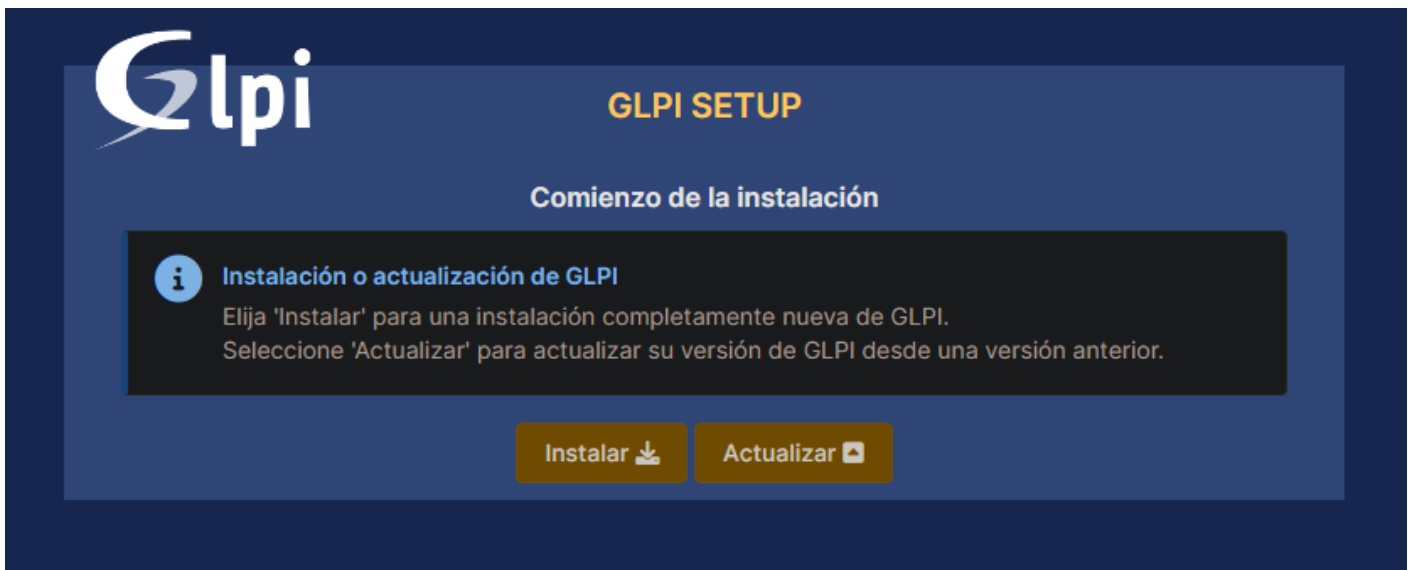 Glpi
GLPI SETUP
Comienzo de la instalación
Instalación o actualización de GLPI
Elija 'Instalar' para una instalación completamente nueva de GLPI.
Seleccione 'Actualizar' para actualizar su versión de GLPI desde una versión anterior.
Instalar
Actualizar